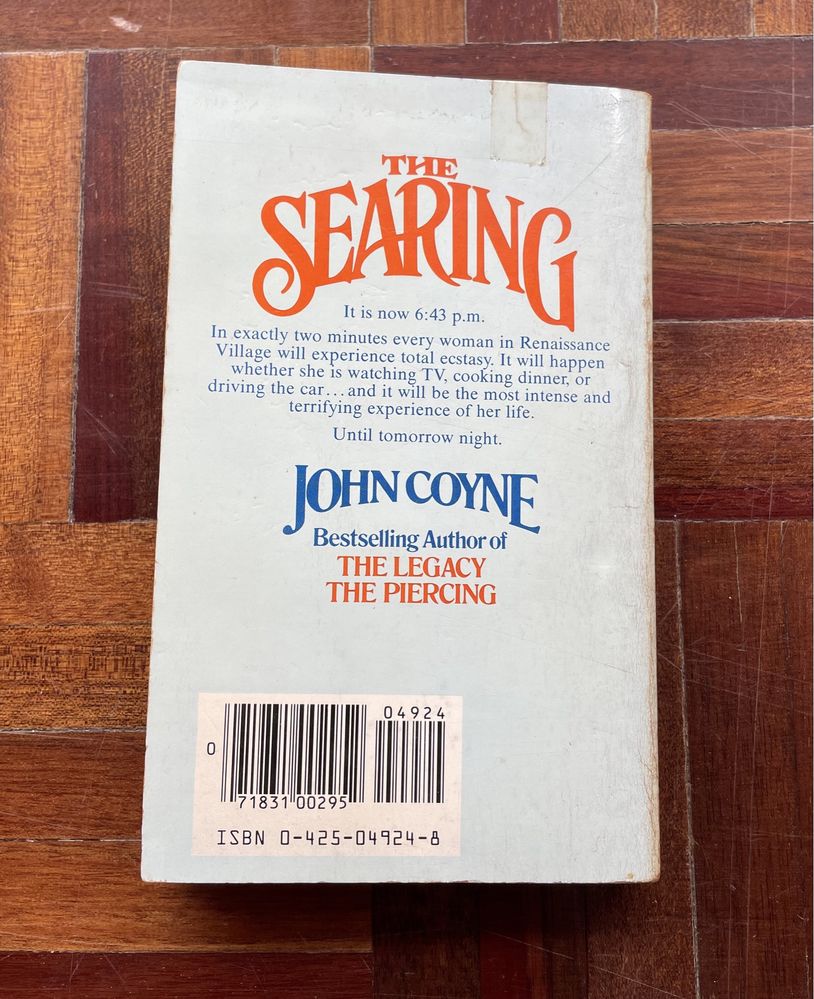 THE
SEARING
It is now 6:43 p.m.
In exactly two minutes every woman in Renaissance
Village will experience total ecstasy. It will happen
whether she is watching TV, cooking dinner, or
driving the car...and it will be the most intense and
terrifying experience of her life.
Until tomorrow night.
JOHN COYNE
Bestselling Author of
THE LEGACY
THE PIERCING
04924
0
71831 00295
ISBN 0-425-04924-8